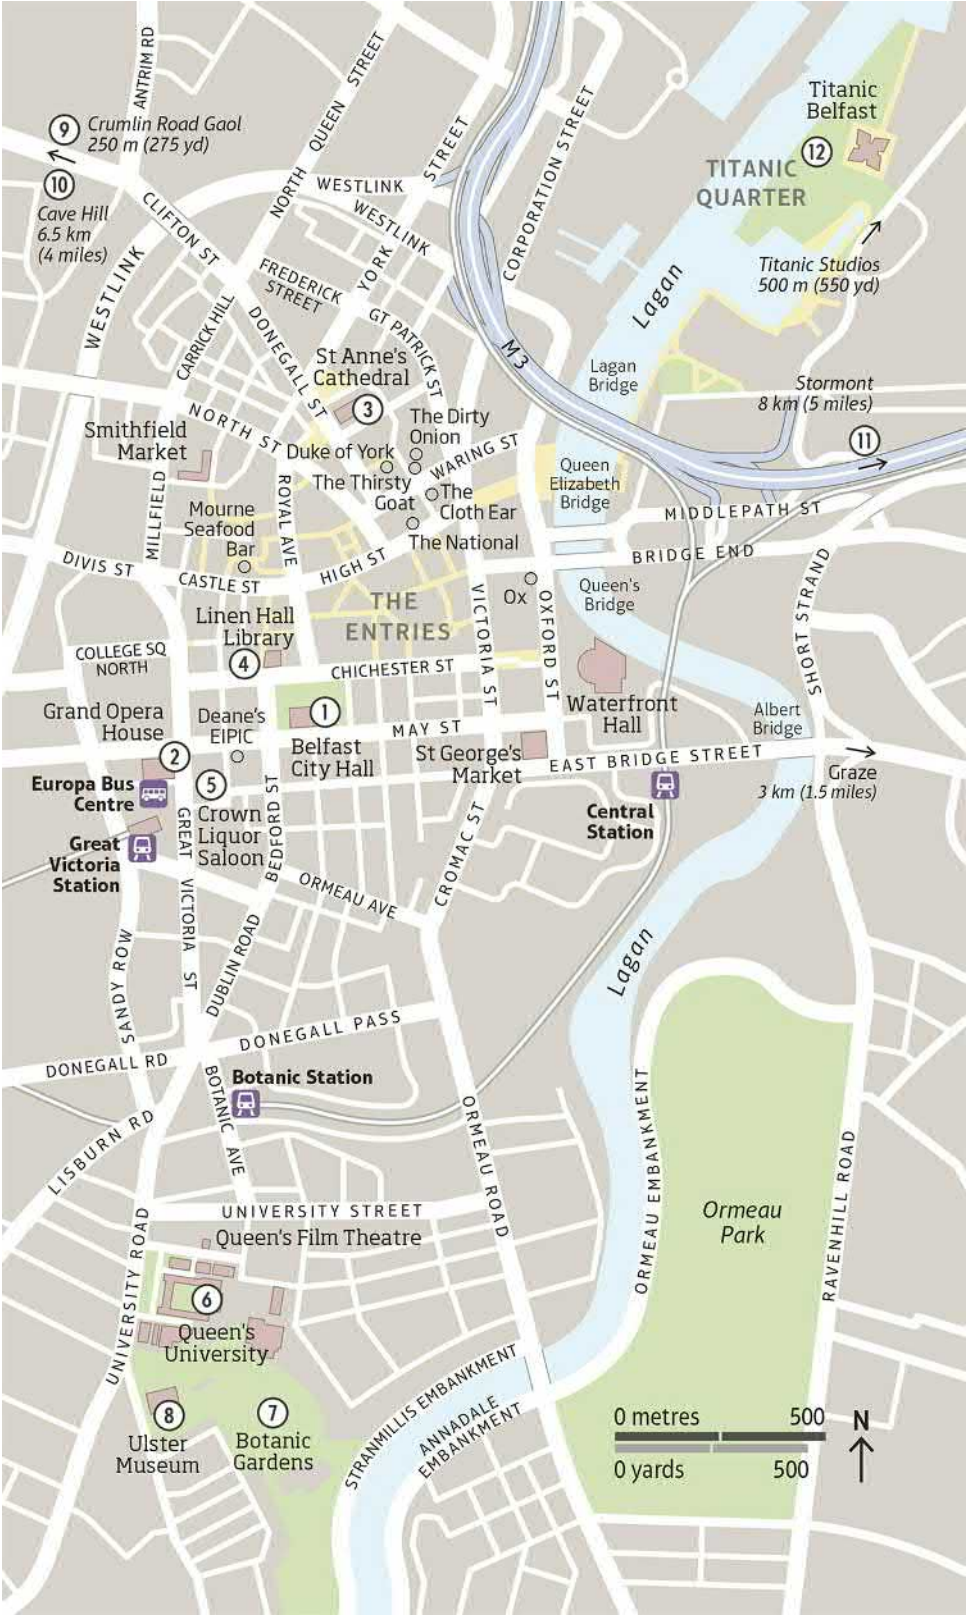 ANTRIM RD
NORTH QUEEN STREET
9
Crumlin Road Gaol
250 m (275 yd)
10
Cave Hill
6.5 km
(4 miles)
WESTLINK
WESTLINK
YORK STREET
CORPORATION STREET
Titanic
Belfast
12
TITANIC
QUARTER
CLIFTON ST
WESTLINK
FREDERICK
STREET
CARRICK HILL
DONEGALL ST
GT PATRICK ST
Lagan
Titanic Studios
500 m (550 yd)
M3
Lagan
Bridge
St Anne's
Cathedral
3
Stormont
8 km (5 miles)
11
NORTH ST
Smithfield
Market
The Dirty
Onion
Duke of York
WARING ST
The Thirsty
Goat
The
Cloth Ear
The National
Queen
Elizabeth
Bridge
MIDDLEPATH ST
MILLFIELD
ROYAL AVE
Mourne
Seafood
Bar
BRIDGE END
DIVIS ST
CASTLE ST
HIGH ST
Ox
Queen's
Bridge
SHORT STRAND
THE
ENTRIES
VICTORIA ST
OXFORD ST
Linen Hall
Library
4
COLLEGE SQ
NORTH
CHICHESTER ST
Waterfront
Hall
Grand Opera
House
2
Deane's
EIPIC
1
Belfast
City Hall
MAY ST
St George's
Market
EAST BRIDGE STREET
Albert
Bridge
Graze
3 km (1.5 miles)
Europa Bus
Centre
5
Crown
Liquor
Saloon
BEDFORD ST
Central
Station
Great
Victoria
Station
GREAT VICTORIA ST
ORMEAU AVE
CROMAC ST
SANDY ROW
DUBLIN ROAD
Lagan
DONEGALL RD
DONEGALL PASS
Botanic Station
BOTANIC AVE
LISBURN RD
ORMEAU ROAD
ORMEAU EMBANKMENT
Ormeau
Park
RAVENHILL ROAD
UNIVERSITY STREET
Queen's Film Theatre
UNIVERSITY ROAD
6
Queen's
University
STRANMILLIS EMBANKMENT
ANNADALE
EMBANKMENT
8
Ulster
Museum
7
Botanic
Gardens
0 metres 500
0 yards 500
N